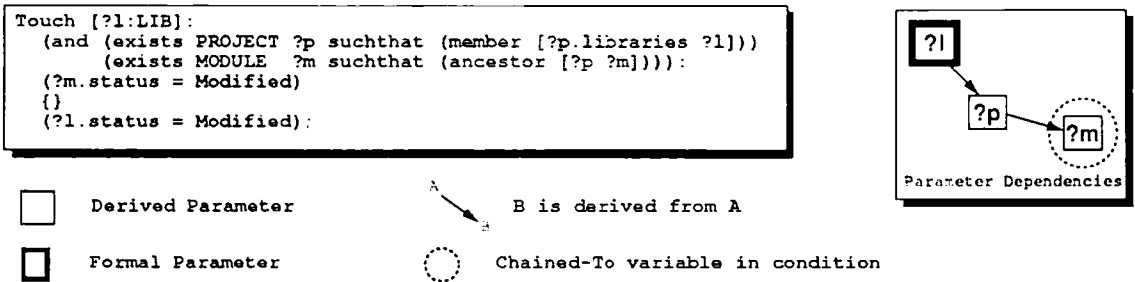 Touch [?l:LIB]:
(and (exists PROJECT ?p suchthat (member [?p.libraries ?l]))
(exists MODULE ?m suchthat (ancestor [?p ?m]))):
(?m.status = Modified)
{}
(?l.status = Modified);
?l
?p
?m
Parameter Dependencies
Derived Parameter
A
B
B is derived from A
Formal Parameter
Chained-To variable in condition